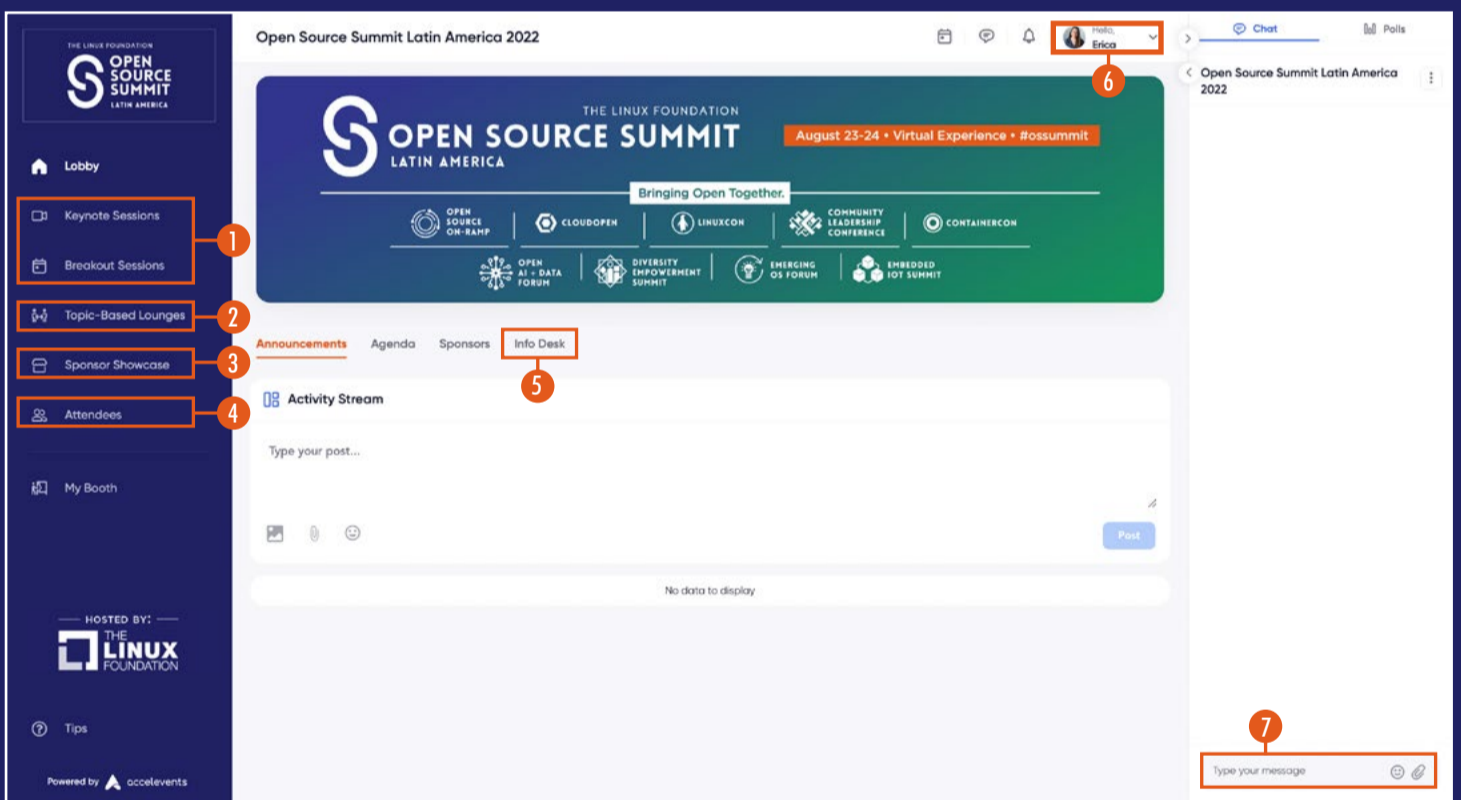 THE LINUX FOUNDATION
OPEN
SOURCE
SUMMIT
LATIN AMERICA
Lobby
Keynote Sessions
1
Breakout Sessions
Topic-Based Lounges
2
Sponsor Showcase
3
Attendees
4
My Booth
HOSTED BY:
THE
LINUX
FOUNDATION
Tips
Powered by accelevents
Open Source Summit Latin America 2022
Hello,
Erica
6
THE LINUX FOUNDATION
OPEN SOURCE SUMMIT
LATIN AMERICA
August 23-24 • Virtual Experience • #ossummit
Bringing Open Together.
OPEN
SOURCE
ON-RAMP
CLOUDOPEN
LINUXCON
COMMUNITY
LEADERSHIP
CONFERENCE
CONTAINERCON
OPEN
AI + DATA
FORUM
DIVERSITY
EMPOWERMENT
SUMMIT
EMERGING
OS FORUM
EMBEDDED
IOT SUMMIT
Announcements Agenda Sponsors Info Desk
5
Activity Stream
Type your post...
Post
No data to display
Chat Polls
Open Source Summit Latin America
2022
7
Type your message